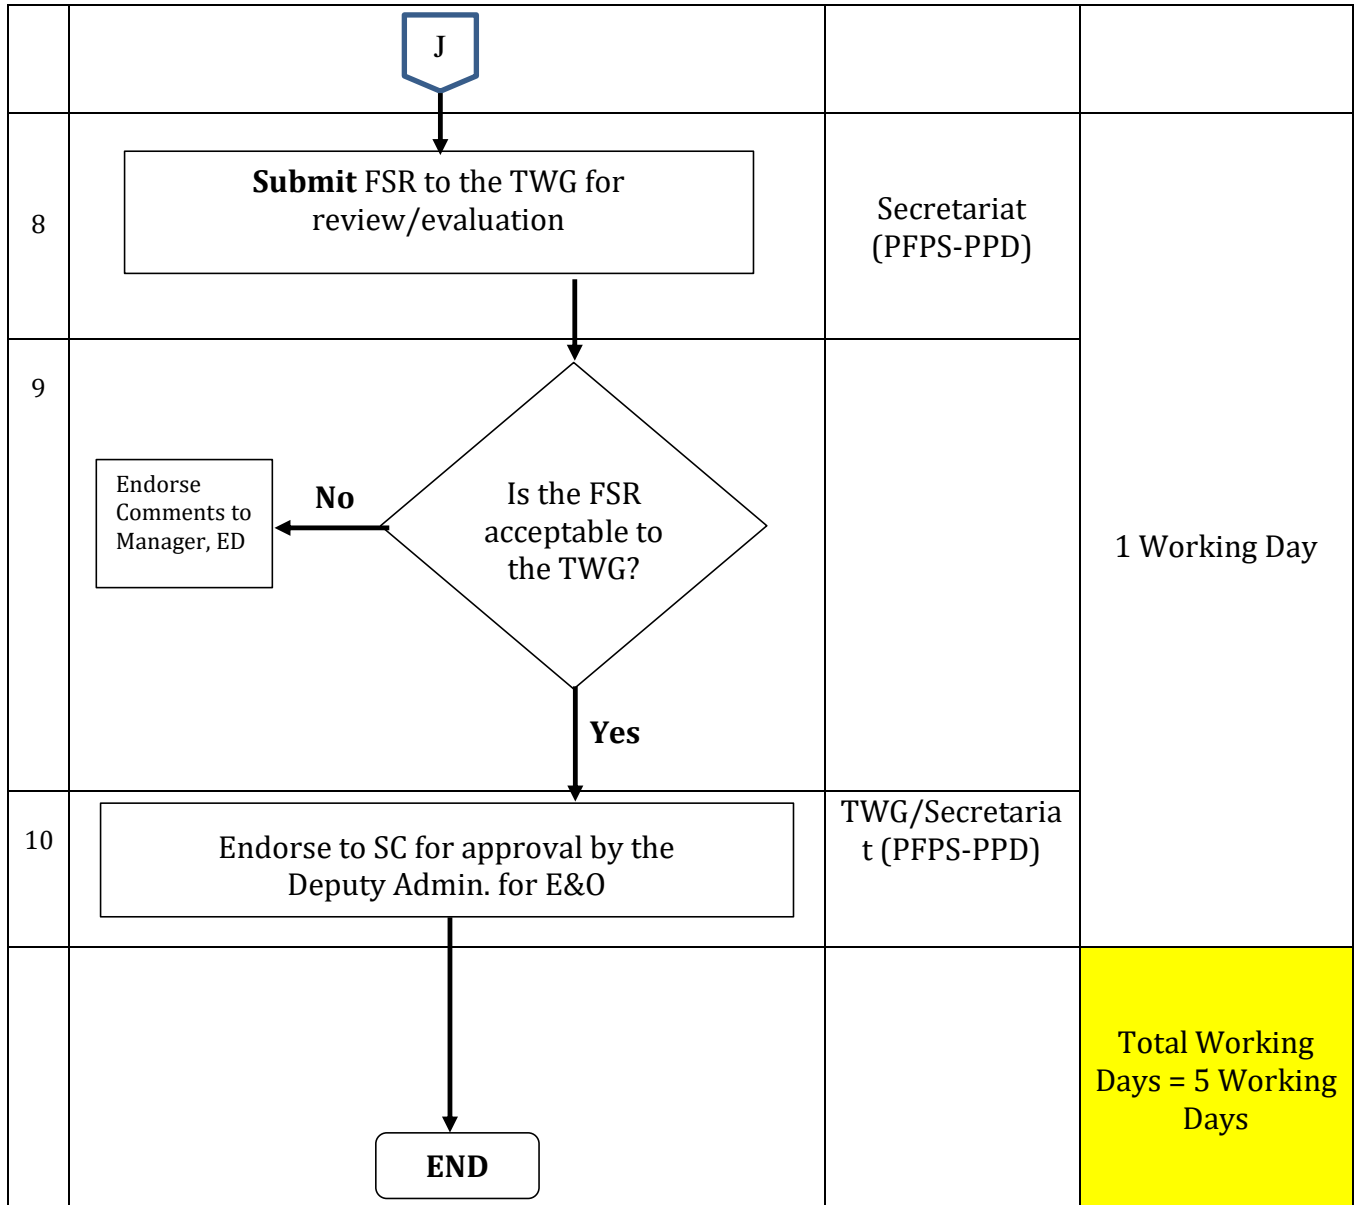 J
8
Submit FSR to the TWG for
review/evaluation
Secretariat
(PFPS-PPD)
9
Endorse
Comments to
Manager, ED
No
Is the FSR
acceptable to
the TWG?
1 Working Day
Yes
10
Endorse to SC for approval by the
Deputy Admin. for E&O
TWG/Secretaria
t (PFPS-PPD)
Total Working
Days = 5 Working
Days
END